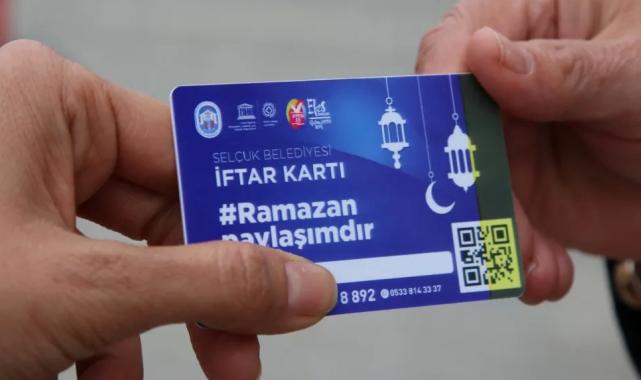 SELÇUK BELEDİYESİ
İFTAR KARTI
#Ramazan
paylaşımdır
8 892 0533 814 33 37